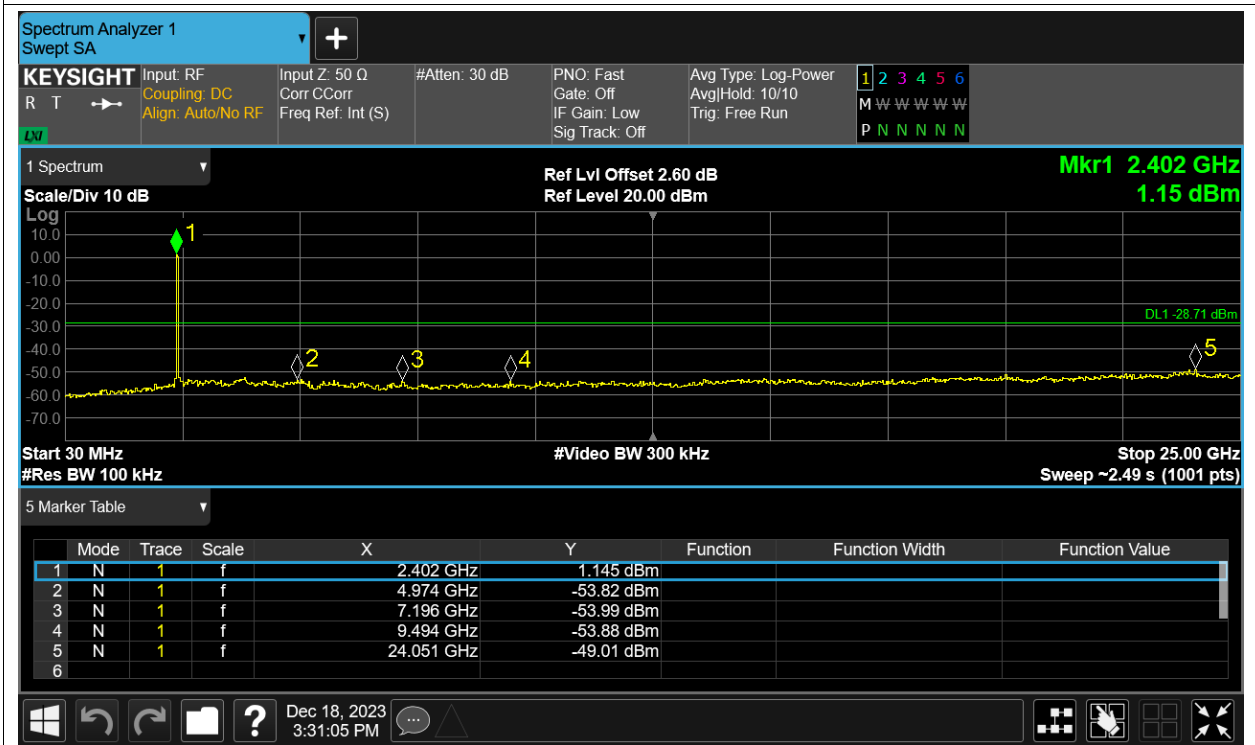 Spectrum Analyzer 1
Swept SA
KEYSIGHT
R T
LXI
Input: RF
Coupling: DC
Align: Auto/No RF
Input Z: 50 Ω
Corr CCorr
Freq Ref: Int (S)
#Atten: 30 dB
PNO: Fast
Gate: Off
IF Gain: Low
Sig Track: Off
Avg Type: Log-Power
Avg|Hold: 10/10
Trig: Free Run
1 2 3 4 5 6
M W W W W W
P N N N N N
1 Spectrum
Scale/Div 10 dB
Ref Lvl Offset 2.60 dB
Ref Level 20.00 dBm
Mkr1 2.402 GHz
1.15 dBm
Log
10.0
0.00
-10.0
-20.0
-30.0
-40.0
-50.0
-60.0
-70.0
1
2
3
4
5
DL1 -28.71 dBm
Start 30 MHz
#Res BW 100 kHz
#Video BW 300 kHz
Stop 25.00 GHz
Sweep ~2.49 s (1001 pts)
5 Marker Table
Mode Trace Scale X Y Function Function Width Function Value
1 N 1 f 2.402 GHz 1.145 dBm
2 N 1 f 4.974 GHz -53.82 dBm
3 N 1 f 7.196 GHz -53.99 dBm
4 N 1 f 9.494 GHz -53.88 dBm
5 N 1 f 24.051 GHz -49.01 dBm
6
?
Dec 18, 2023
3:31:05 PM